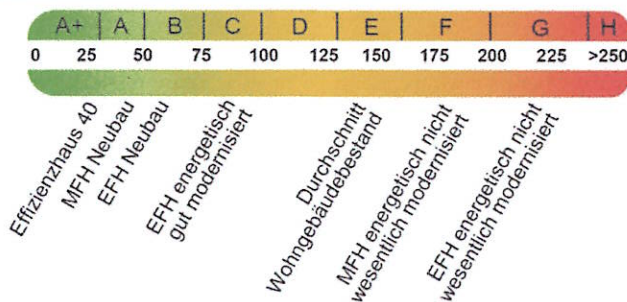 A+ A B C D E F G H
0 25 50 75 100 125 150 175 200 225 >250
Effizienzhaus 40
MFH Neubau
EFH Neubau
EFH energetisch
gut modernisiert
Durchschnitt
Wohngebäudebestand
MFH energetisch nicht
wesentlich modernisiert
EFH energetisch nicht
wesentlich modernisiert